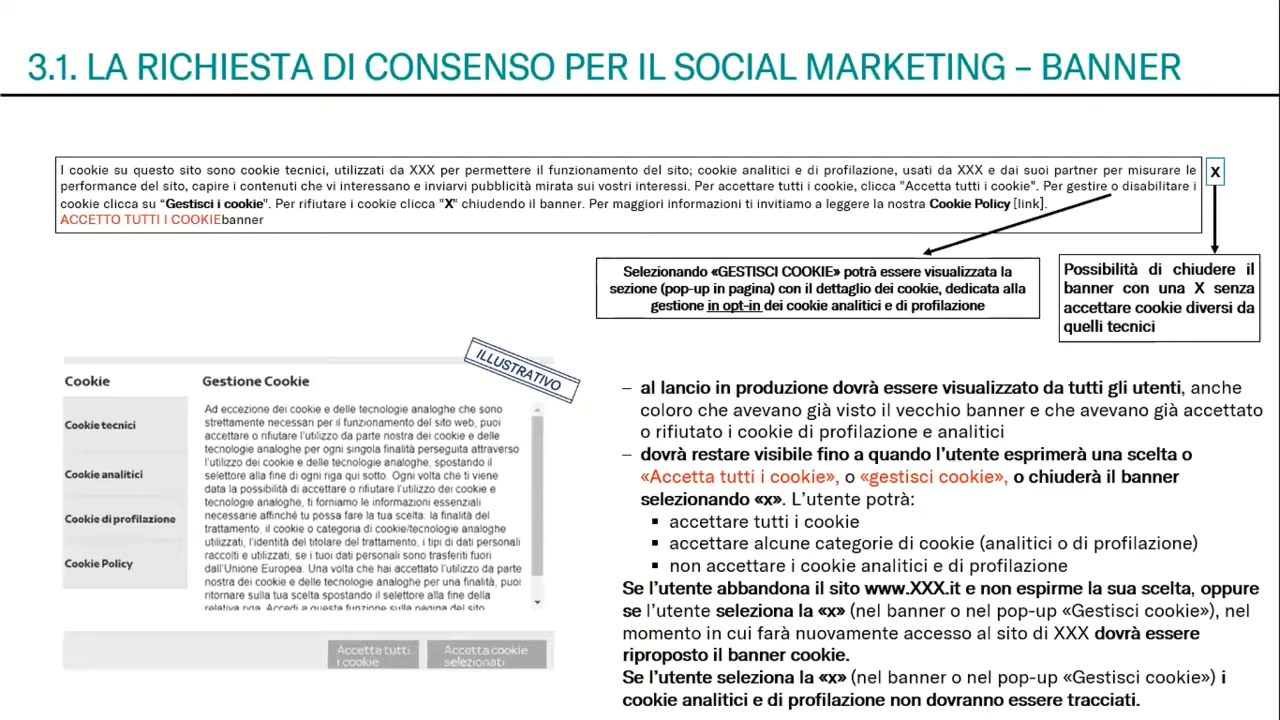 3.1. LA RICHIESTA DI CONSENSO PER IL SOCIAL MARKETING – BANNER
I cookie su questo sito sono cookie tecnici, utilizzati da XXX per permettere il funzionamento del sito; cookie analitici e di profilazione, usati da XXX e dai suoi partner per misurare le
performance del sito, capire i contenuti che vi interessano e inviarvi pubblicità mirata sui vostri interessi. Per accettare tutti i cookie, clicca "Accetta tutti i cookie". Per gestire o disabilitare i
cookie clicca su “Gestisci i cookie". Per rifiutare i cookie clicca "X" chiudendo il banner. Per maggiori informazioni ti invitiamo a leggere la nostra Cookie Policy [link].
ACCETTO TUTTI I COOKIEbanner
X
Selezionando «GESTISCI COOKIE» potrà essere visualizzata la
sezione (pop-up in pagina) con il dettaglio dei cookie, dedicata alla
gestione in opt-in dei cookie analitici e di profilazione
Possibilità di chiudere il
banner con una X senza
accettare cookie diversi da
quelli tecnici
ILLUSTRATIVO
Cookie
Cookie tecnici
Cookie analitici
Cookie di profilazione
Cookie Policy
Gestione Cookie
Ad eccezione dei cookie e delle tecnologie analoghe che sono
strettamente necessari per il funzionamento del sito web, puoi
accettare o rifiutare l'utilizzo da parte nostra dei cookie e delle
tecnologie analoghe per ogni singola finalità perseguita attraverso
l'utilizzo dei cookie e delle tecnologie analoghe, spostando il
selettore alla fine di ogni riga qui sotto. Ogni volta che ti viene
data la possibilità di accettare o rifiutare l'utilizzo dei cookie e
tecnologie analoghe, ti forniamo le informazioni essenziali
necessarie affinché tu possa fare la tua scelta: la finalità del
trattamento, il cookie o categoria di cookie/tecnologie analoghe
utilizzati, l'identità del titolare del trattamento, i tipi di dati personali
raccolti e utilizzati, se i tuoi dati personali sono trasferiti fuori
dall'Unione Europea. Una volta che hai accettato l'utilizzo da parte
nostra dei cookie e delle tecnologie analoghe per una finalità, puoi
ritornare sulla tua scelta spostando il selettore alla fine della
relativa riga. Accedi a questa funzione sulla pagina del sito
Accetta tutti
i cookie
Accetta cookie
selezionati
– al lancio in produzione dovrà essere visualizzato da tutti gli utenti, anche
coloro che avevano già visto il vecchio banner e che avevano già accettato
o rifiutato i cookie di profilazione e analitici
– dovrà restare visibile fino a quando l’utente esprimerà una scelta o
«Accetta tutti i cookie», o «gestisci cookie», o chiuderà il banner
selezionando «x». L’utente potrà:
▪ accettare tutti i cookie
▪ accettare alcune categorie di cookie (analitici o di profilazione)
▪ non accettare i cookie analitici e di profilazione
Se l’utente abbandona il sito www.XXX.it e non espirme la sua scelta, oppure
se l’utente seleziona la «x» (nel banner o nel pop-up «Gestisci cookie»), nel
momento in cui farà nuovamente accesso al sito di XXX dovrà essere
riproposto il banner cookie.
Se l’utente seleziona la «x» (nel banner o nel pop-up «Gestisci cookie») i
cookie analitici e di profilazione non dovranno essere tracciati.